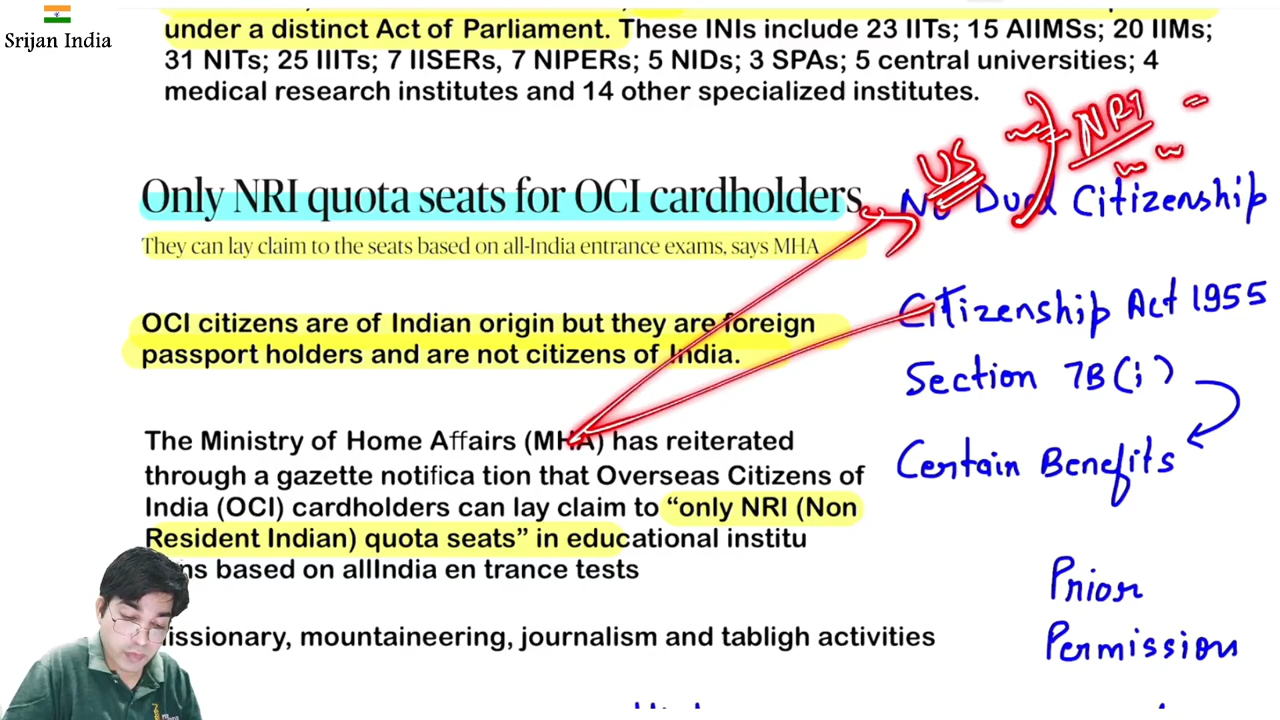 Srijan India
under a distinct Act of Parliament. These INIs include 23 IITs; 15 AIIMSs; 20 IIMs;
31 NITs; 25 IIITs; 7 IISERs, 7 NIPERs; 5 NIDs; 3 SPAs; 5 central universities; 4
medical research institutes and 14 other specialized institutes.
NRI
US
Only NRI quota seats for OCI cardholders
No Dual Citizenship
They can lay claim to the seats based on all-India entrance exams, says MHA
Citizenship Act 1955
OCI citizens are of Indian origin but they are foreign
passport holders and are not citizens of India.
Section 7B(i)
The Ministry of Home Affairs (MHA) has reiterated
Certain Benefits
through a gazette notifica tion that Overseas Citizens of
India (OCI) cardholders can lay claim to “only NRI (Non
Resident Indian) quota seats” in educational institu
based on allIndia en trance tests
Prior
issionary, mountaineering, journalism and tabligh activities
Permission